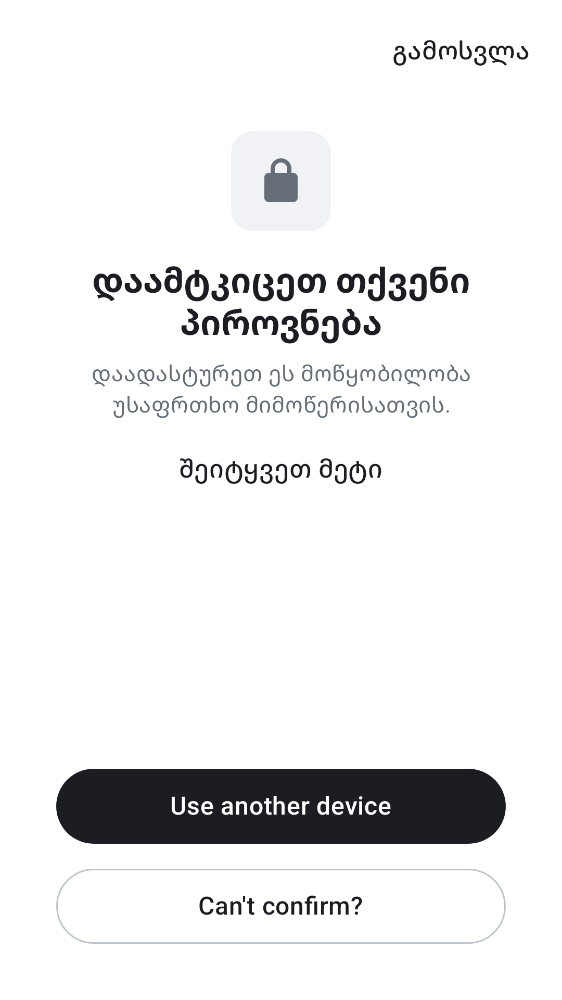 გამოსვლა
დაამტკიცეთ თქვენი
პიროვნება
დაადასტურეთ ეს მოწყობილობა
უსაფრთხო მიმოწერისათვის.
შეიტყვეთ მეტი
Use another device
Can't confirm?